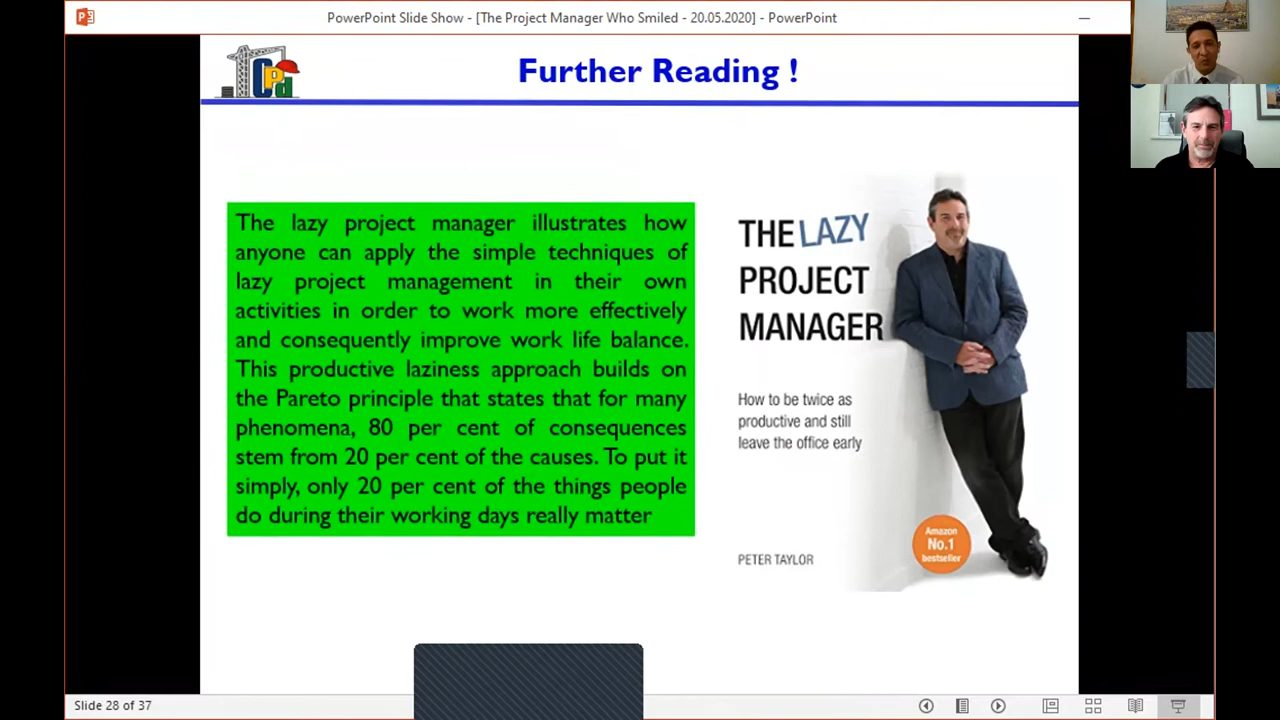 PowerPoint Slide Show - [The Project Manager Who Smiled - 20.05.2020] - PowerPoint
CPd
Further Reading !
The lazy project manager illustrates how
anyone can apply the simple techniques of
lazy project management in their own
activities in order to work more effectively
and consequently improve work life balance.
This productive laziness approach builds on
the Pareto principle that states that for many
phenomena, 80 per cent of consequences
stem from 20 per cent of the causes. To put it
simply, only 20 per cent of the things people
do during their working days really matter
THE LAZY
PROJECT
MANAGER
How to be twice as
productive and still
leave the office early
Amazon
No.1
bestseller
PETER TAYLOR
Slide 28 of 37